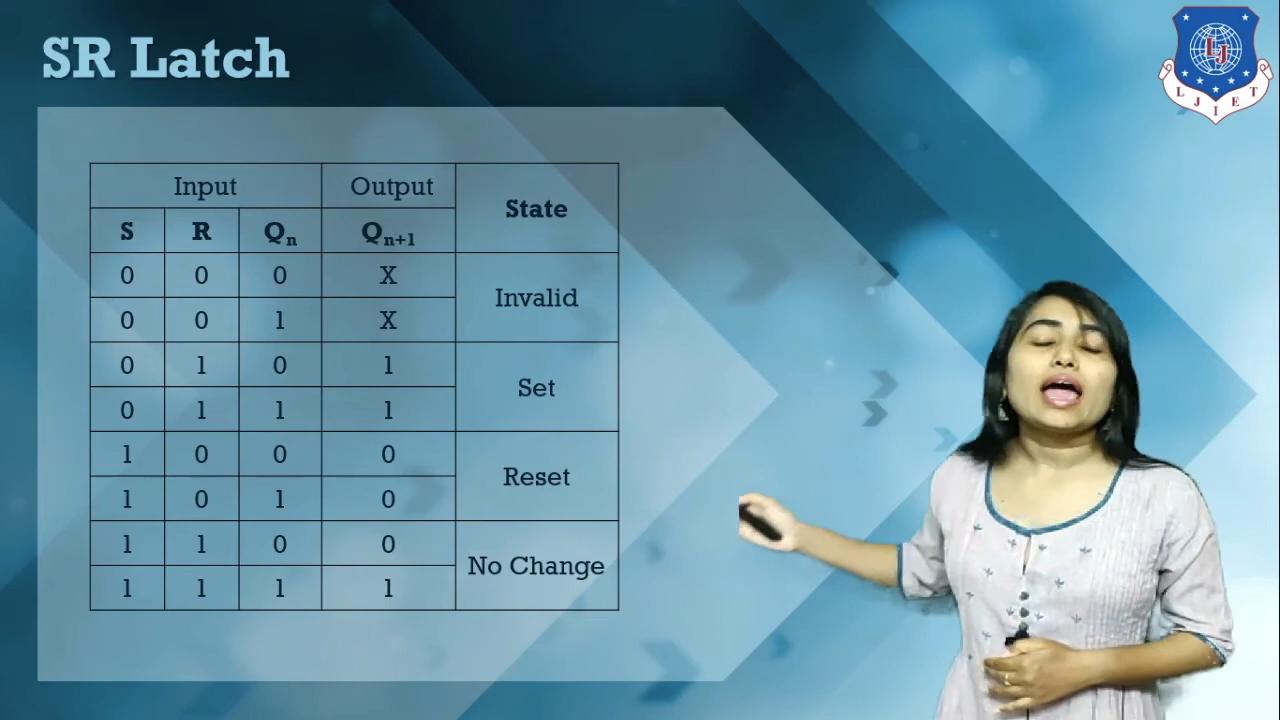 SR Latch
LJ
L J I E T
Input Output State
S R Qn Qn+1
0 0 0 X Invalid
0 0 1 X
0 1 0 1 Set
0 1 1 1
1 0 0 0 Reset
1 0 1 0
1 1 0 0 No Change
1 1 1 1